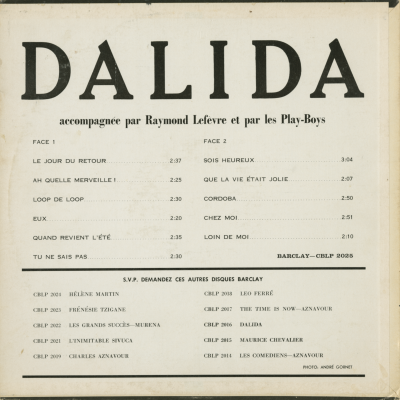 DALIDA
accompagnee par Raymond Lefevre et par les Play-Boys
FACE 1
LE JOUR DU RETOUR 2:37
AH QUELLE MERVEILLE! 2:25
LOOP DE LOOP 2:30
EUX 2:20
QUAND REVIENT L'ÉTÉ 2:35
TU NE SAIS PAS 2:30
FACE 2
SOIS HEUREUX 3:04
QUE LA VIE ÉTAIT JOLIE 2:07
CORDOBA 2:50
CHEZ MOI 2:51
LOIN DE MOI 2:10
BARCLAY—CBLP 2025
S.V.P. DEMANDEZ CES AUTRES DISQUES BARCLAY
CBLP 2024 HÉLÈNE MARTIN
CBLP 2023 FRÉNÉSIE TZIGANE
CBLP 2022 LES GRANDS SUCCÈS—MURENA
CBLP 2021 L'INIMITABLE SIVUCA
CBLP 2019 CHARLES AZNAVOUR
CBLP 2018 LEO FERRÉ
CBLP 2017 THE TIME IS NOW—AZNAVOUR
CBLP 2016 DALIDA
CBLP 2015 MAURICE CHEVALIER
CBLP 2014 LES COMEDIENS—AZNAVOUR
PHOTO: ANDRÉ GORNET